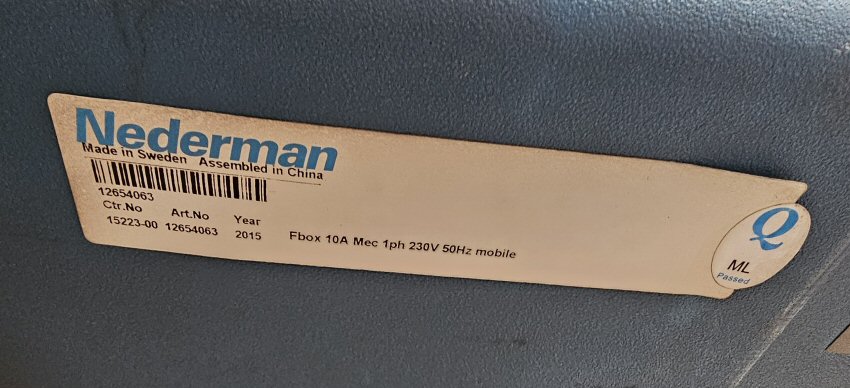 Nederman
Made in Sweden Assembled in China
12654063
Ctr.No Art.No Year
15223-00 12654063 2015 Fbox 10A Mec 1ph 230V 50Hz mobile
Q
ML
Passed